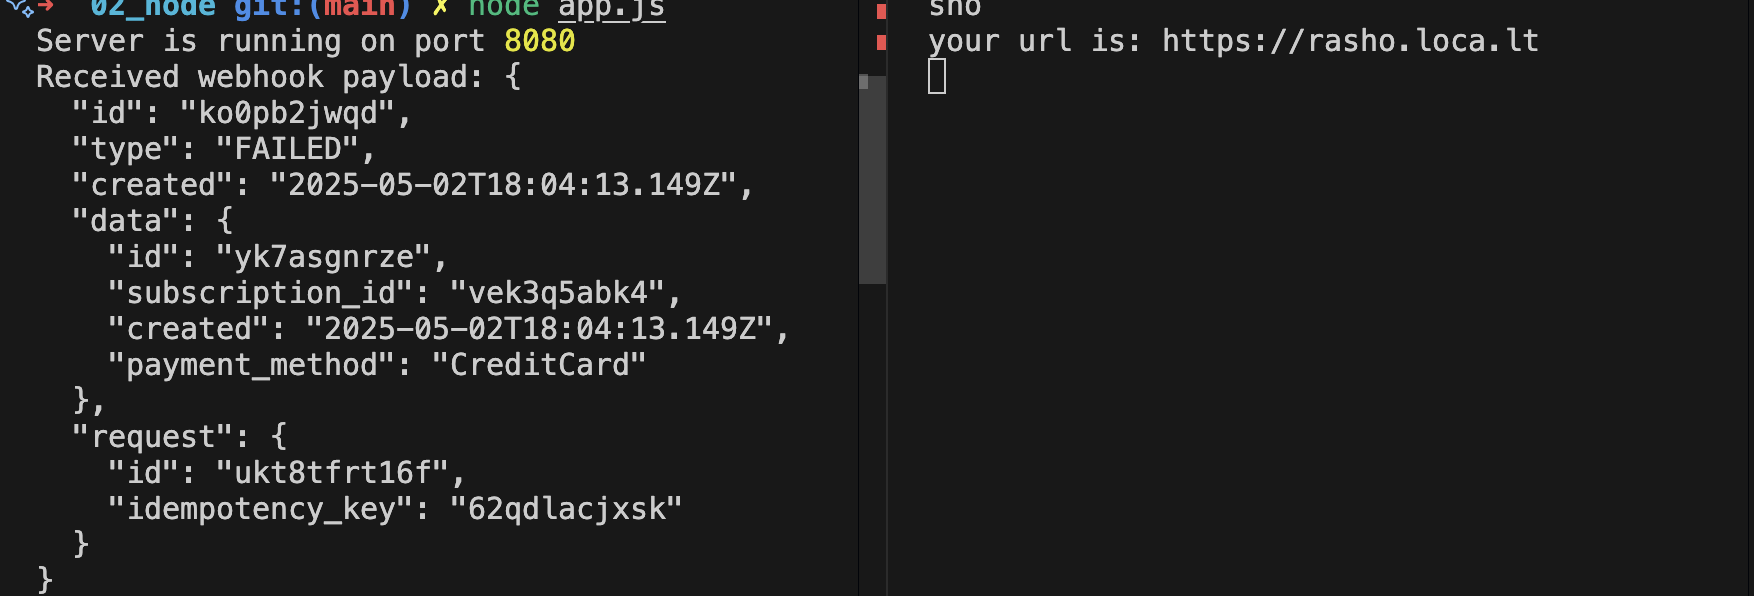 ➜ 02_node git:(main) ✗ node app.js
Server is running on port 8080
Received webhook payload: {
  "id": "ko0pb2jwqd",
  "type": "FAILED",
  "created": "2025-05-02T18:04:13.149Z",
  "data": {
    "id": "yk7asgnrze",
    "subscription_id": "vek3q5abk4",
    "created": "2025-05-02T18:04:13.149Z",
    "payment_method": "CreditCard"
  },
  "request": {
    "id": "ukt8tfrt16f",
    "idempotency_key": "62qdlacjxsk"
  }
}
sho
your url is: https://rasho.loca.lt